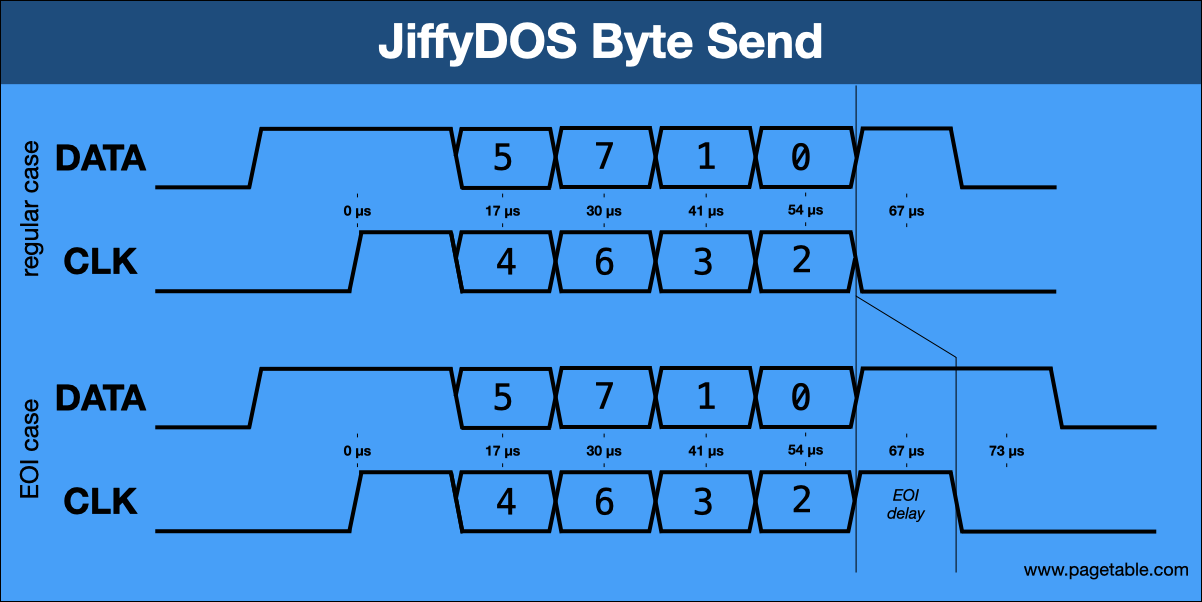 JiffyDOS Byte Send
regular case
DATA 5 7 1 0
0 µs 17 µs 30 µs 41 µs 54 µs 67 µs
CLK 4 6 3 2
EOI case
DATA 5 7 1 0
0 µs 17 µs 30 µs 41 µs 54 µs 67 µs 73 µs
CLK 4 6 3 2 EOI
delay
www.pagetable.com